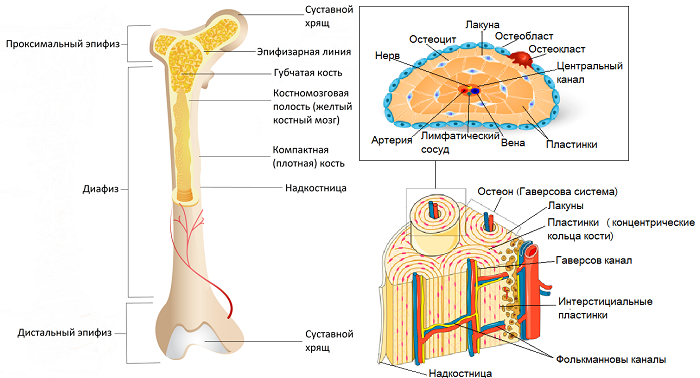 Суставной
хрящ
Проксимальный эпифиз
Эпифизарная линия
Губчатая кость
Костномозговая
полость (желтый
костный мозг)
Компактная
(плотная) кость
Диафиз
Надкостница
Дистальный эпифиз
Суставной
хрящ
Лакуна
Остеоцит
Остеобласт
Остеокласт
Нерв
Центральный
канал
Артерия
Лимфатический
сосуд
Вена
Пластинки
Остеон (Гаверсова система)
Лакуны
Пластинки (концентрические
кольца кости)
Гаверсов канал
Интерстициальные
пластинки
Фолькманновы каналы
Надкостница